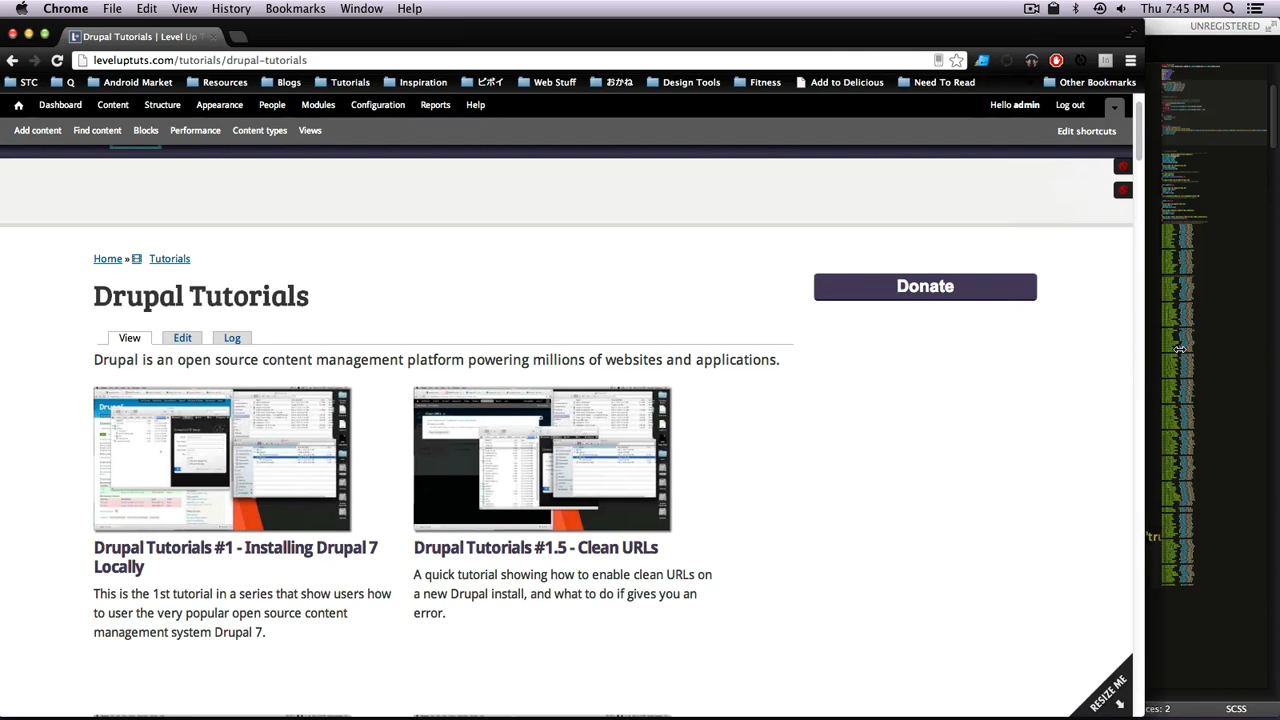 Chrome File Edit View History Bookmarks Window Help Thu 7:45 PM
Drupal Tutorials | Level Up T
UNREGISTERED
leveluptuts.com/tutorials/drupal-tutorials
STC Q Android Market Resources Blog Tutorials Inspiration ビボイ WebStuff おかね Design Tools Fitness Add to Delicious Need To Read Other Bookmarks
Dashboard Content Structure Appearance People Modules Configuration Reports Help Hello admin Log out
Add content Find content Blocks Performance Content types Views Edit shortcuts
Home » Tutorials
Drupal Tutorials
Donate
View Edit Log
Drupal is an open source content management platform powering millions of websites and applications.
Drupal Tutorials #1 - Installing Drupal 7
Locally
This is the 1st tutorial in a series that show users how
to user the very popular open source content
management system Drupal 7.
Drupal Tutorials #1.5 - Clean URLs
A quick tutorial showing how to enable clean URLs on
a new Drupal install, and what to do if gives you an
error.
RESIZE ME
ces: 2 SCSS